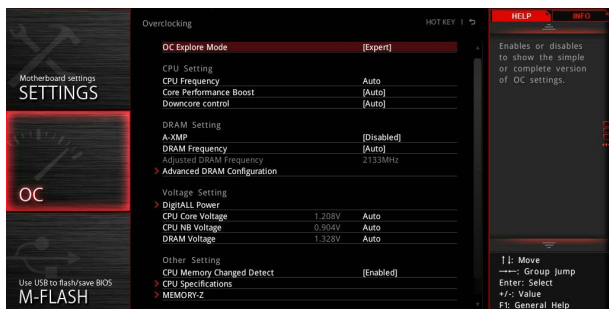 Overclocking
HOT KEY |
HELP
INFO
Motherboard settings
SETTINGS
OC
Use USB to flash/save BIOS
M-FLASH
OC Explore Mode [Expert]
CPU Setting
CPU Frequency Auto
Core Performance Boost [Auto]
Downcore control [Auto]
DRAM Setting
A-XMP [Disabled]
DRAM Frequency [Auto]
Adjusted DRAM Frequency 2133MHz
Advanced DRAM Configuration
Voltage Setting
DigitALL Power
CPU Core Voltage 1.208V Auto
CPU NB Voltage 0.904V Auto
DRAM Voltage 1.328V Auto
Other Setting
CPU Memory Changed Detect [Enabled]
CPU Specifications
MEMORY-Z
Enables or disables
to show the simple
or complete version
of OC settings.
↑↓: Move
→←: Group Jump
Enter: Select
+/-: Value
F1: General Help